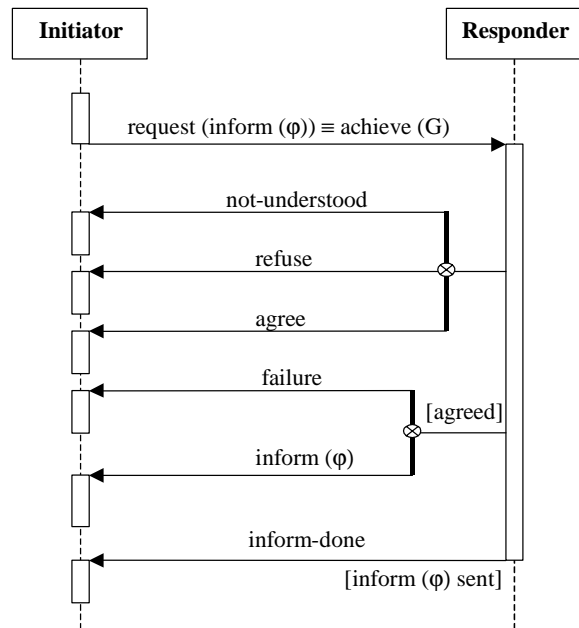 Initiator
Responder
request (inform (φ)) ≡ achieve (G)
not-understood
refuse
agree
failure
[agreed]
inform (φ)
inform-done
[inform (φ) sent]